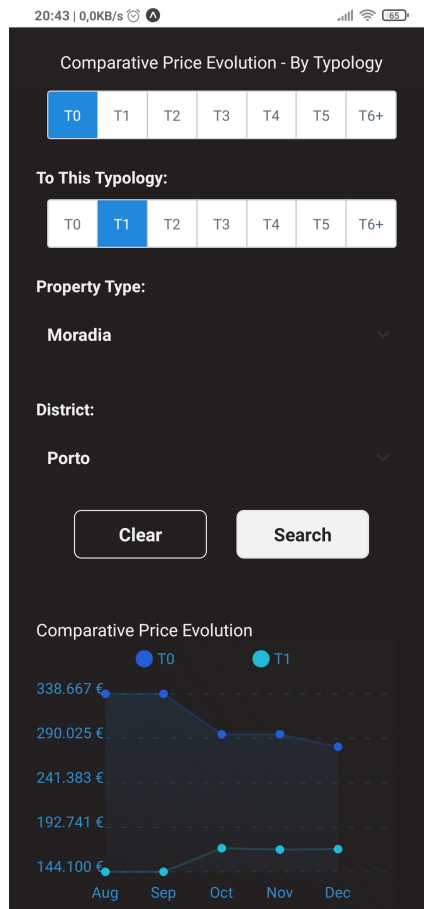 20:43 | 0,0KB/s
65
Comparative Price Evolution - By Typology
T0 T1 T2 T3 T4 T5 T6+
To This Typology:
T0 T1 T2 T3 T4 T5 T6+
Property Type:
Moradia
District:
Porto
Clear Search
Comparative Price Evolution
T0 T1
338.667 €
290.025 €
241.383 €
192.741 €
144.100 €
Aug Sep Oct Nov Dec